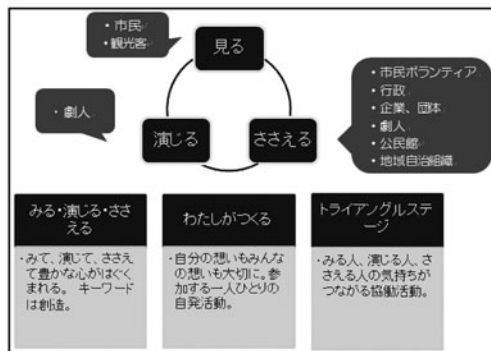 ・市民
・観光客
見る
・劇人
演じる
ささえる
・市民ボランティア
・行政
・企業、団体
・劇人
・公民館
・地域自治組織
みる・演じる・ささ
える
・みて、演じて、ささえ
て豊かな心がはぐく
まれる。 キーワード
は創造。
わたしがつくる
・自分の想いもみんな
の想いも大切に。参
加する一人ひとりの
自発活動。
トライアングルステ
ージ
・みる人、演じる人、さ
さえる人の気持ちが
つながる協働活動。